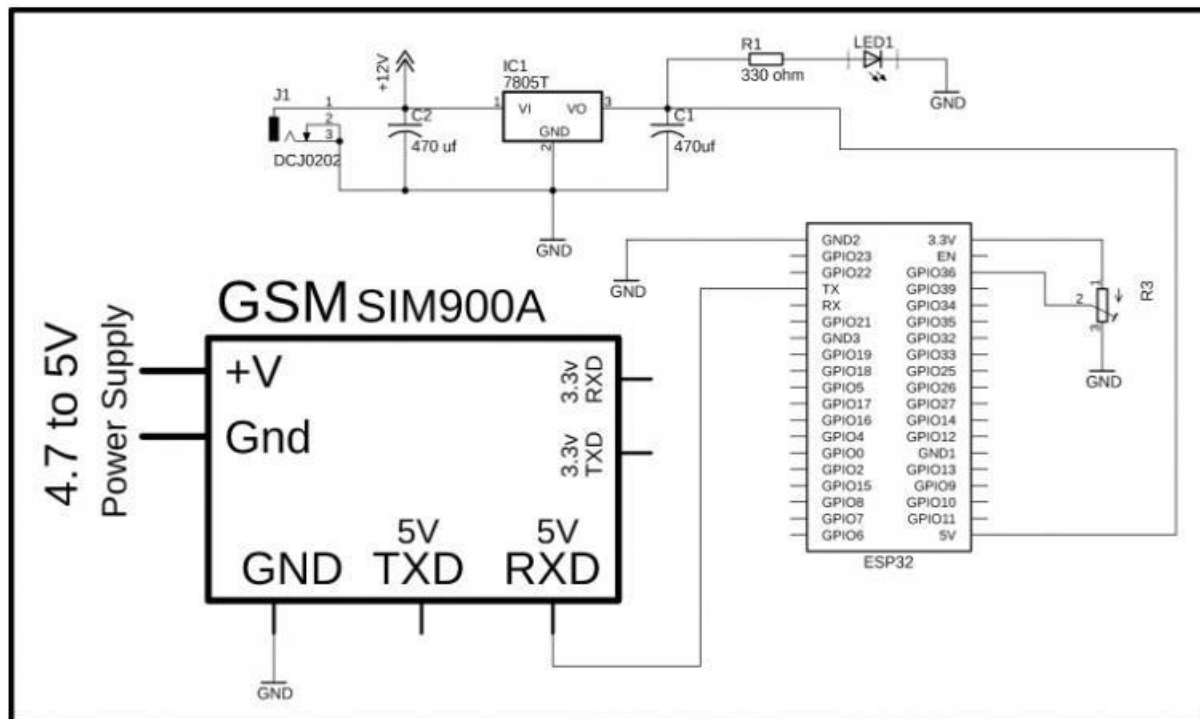 +12V
J1
1
2
3
DCJ0202
C2
470 uf
IC1
7805T
1
VI
VO
3
GND
2
GND
C1
470uf
R1
330 ohm
LED1
GND
GND
GND2
GPIO23
GPIO22
TX
RX
GPIO21
GND3
GPIO19
GPIO18
GPIO5
GPIO17
GPIO16
GPIO4
GPIO0
GPIO2
GPIO15
GPIO8
GPIO7
GPIO6
3.3V
EN
GPIO36
GPIO39
GPIO34
GPIO35
GPIO32
GPIO33
GPIO25
GPIO26
GPIO27
GPIO14
GPIO12
GND1
GPIO13
GPIO9
GPIO10
GPIO11
5V
ESP32
1
2
3
R3
GND
GSM SIM900A
4.7 to 5V
Power Supply
+V
Gnd
3.3v
RXD
3.3v
TXD
GND
5V
TXD
5V
RXD
GND